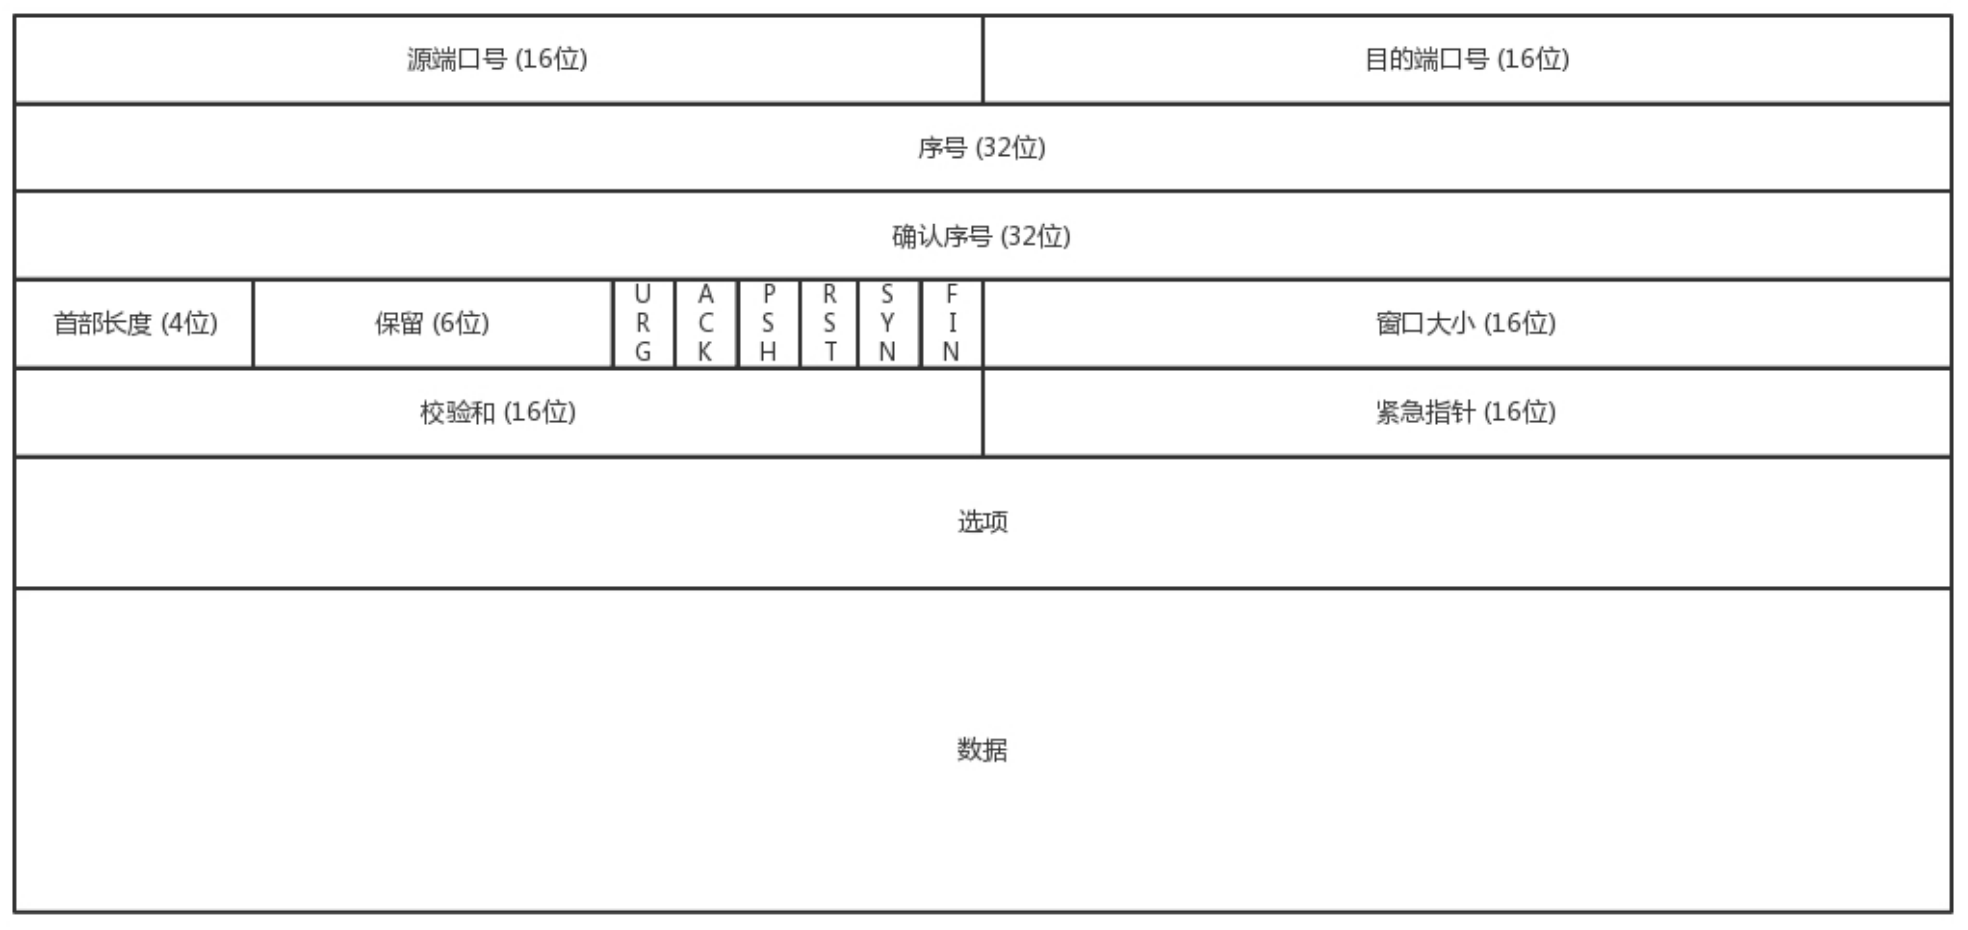 源端口号 (16位)
目的端口号 (16位)
序号 (32位)
确认序号 (32位)
首部长度 (4位)
保留 (6位)
URG
ACK
PSH
RST
SYN
FIN
窗口大小 (16位)
校验和 (16位)
紧急指针 (16位)
选项
数据